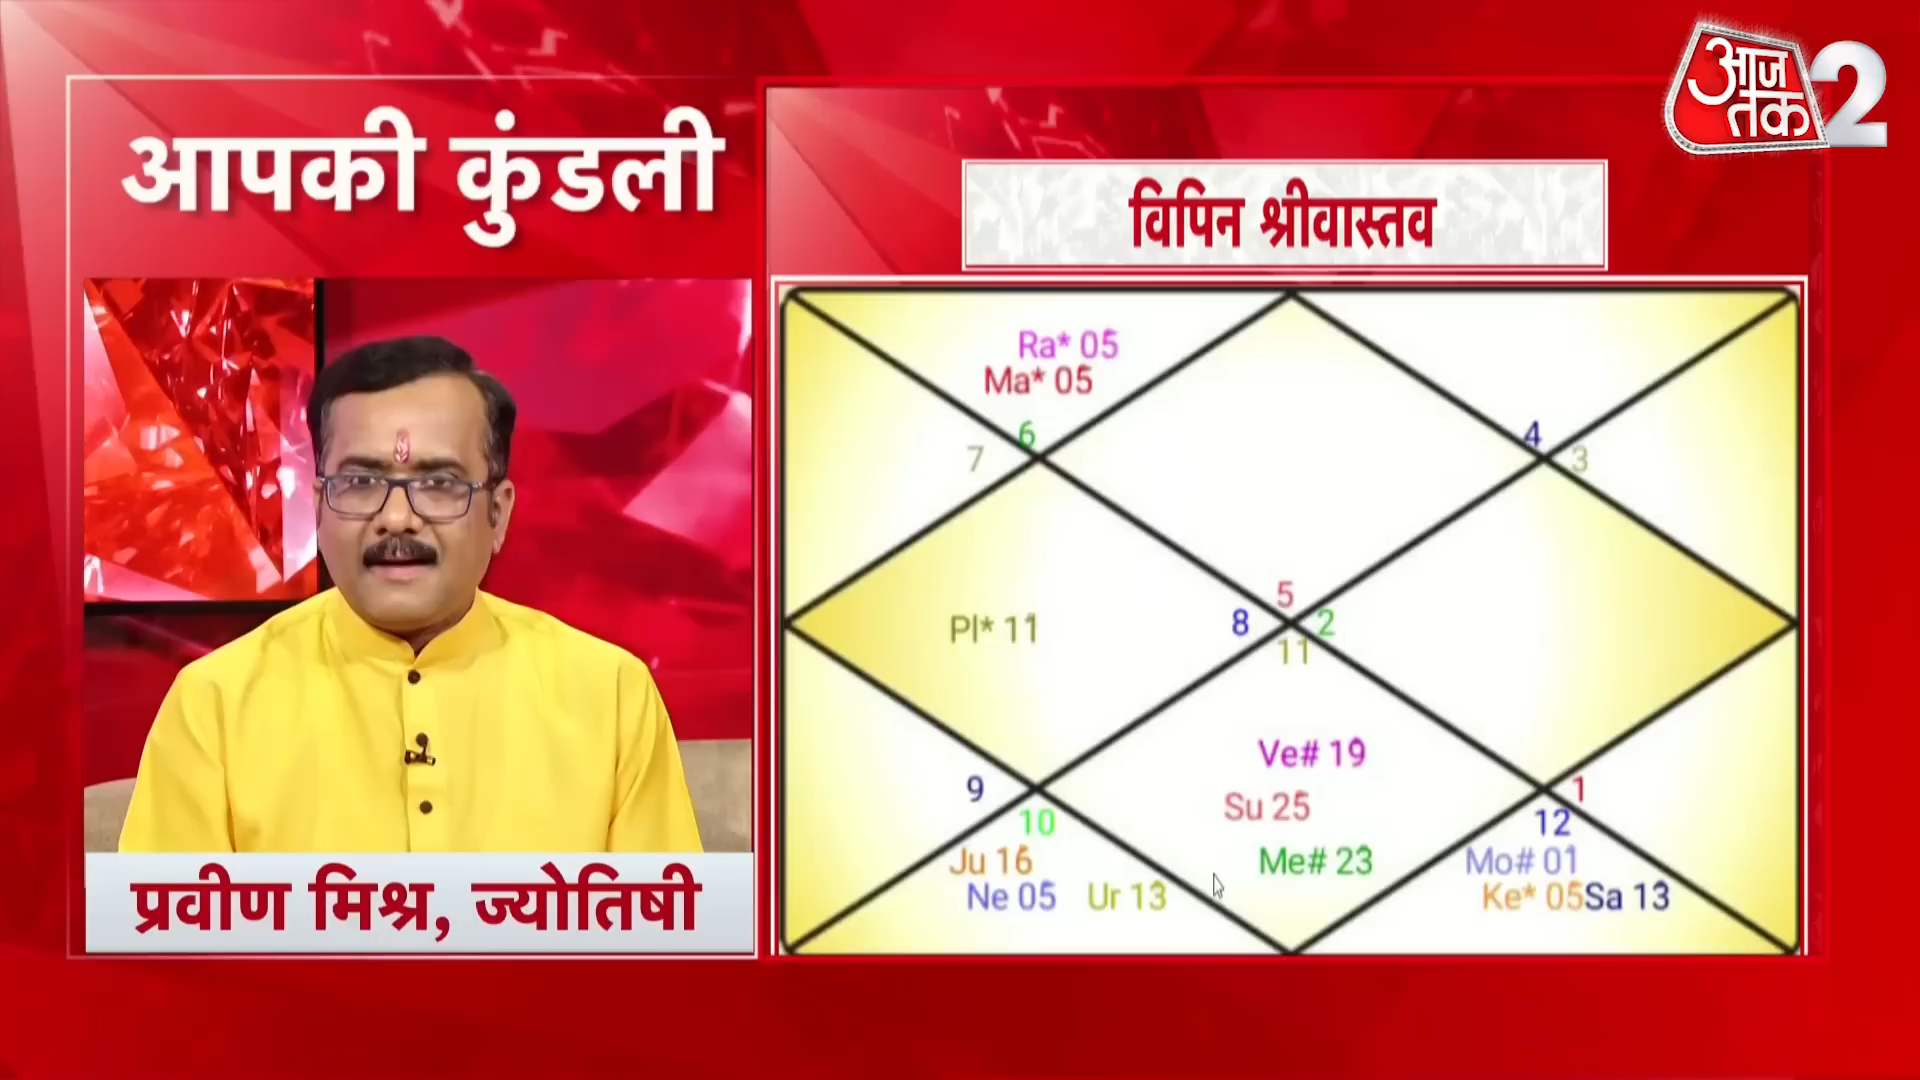 आज तक 2
आपकी कुंडली
विपिन श्रीवास्तव
Ra* 05
Ma* 05
6
7
4
3
5
8
2
11
Pl* 11
Ve# 19
Su 25
Me# 23
9
10
Ju 16
Ne 05 Ur 13
1
12
Mo# 01
Ke* 05 Sa 13
प्रवीण मिश्र, ज्योतिषी